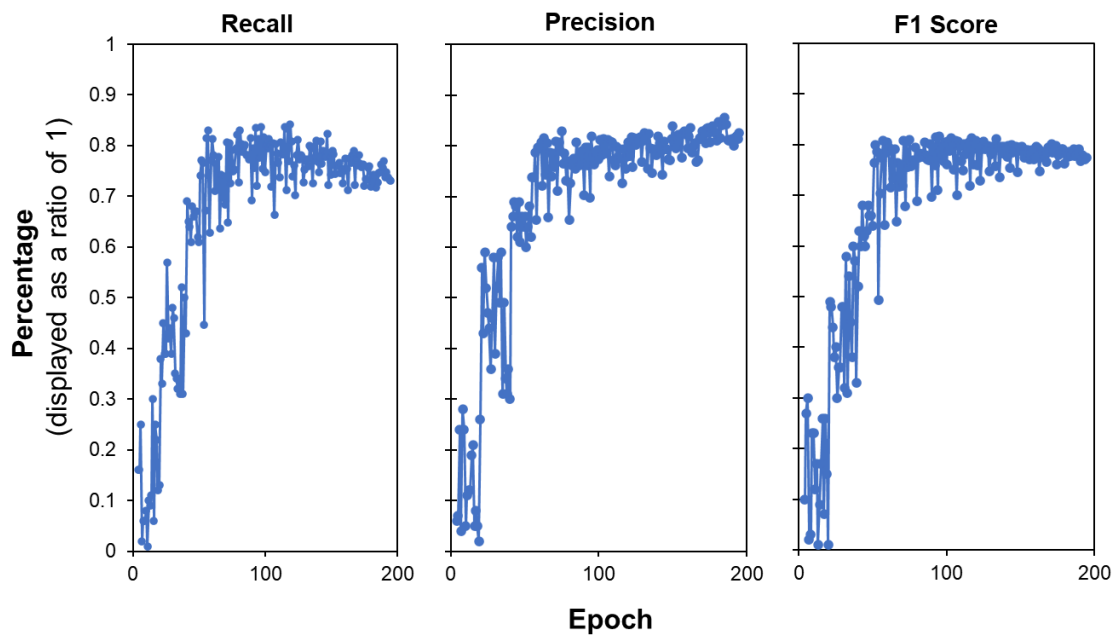 Recall
Precision
F1 Score
Percentage
(displayed as a ratio of 1)
1
0.9
0.8
0.7
0.6
0.5
0.4
0.3
0.2
0.1
0
0 100 200
0 100 200
0 100 200
Epoch